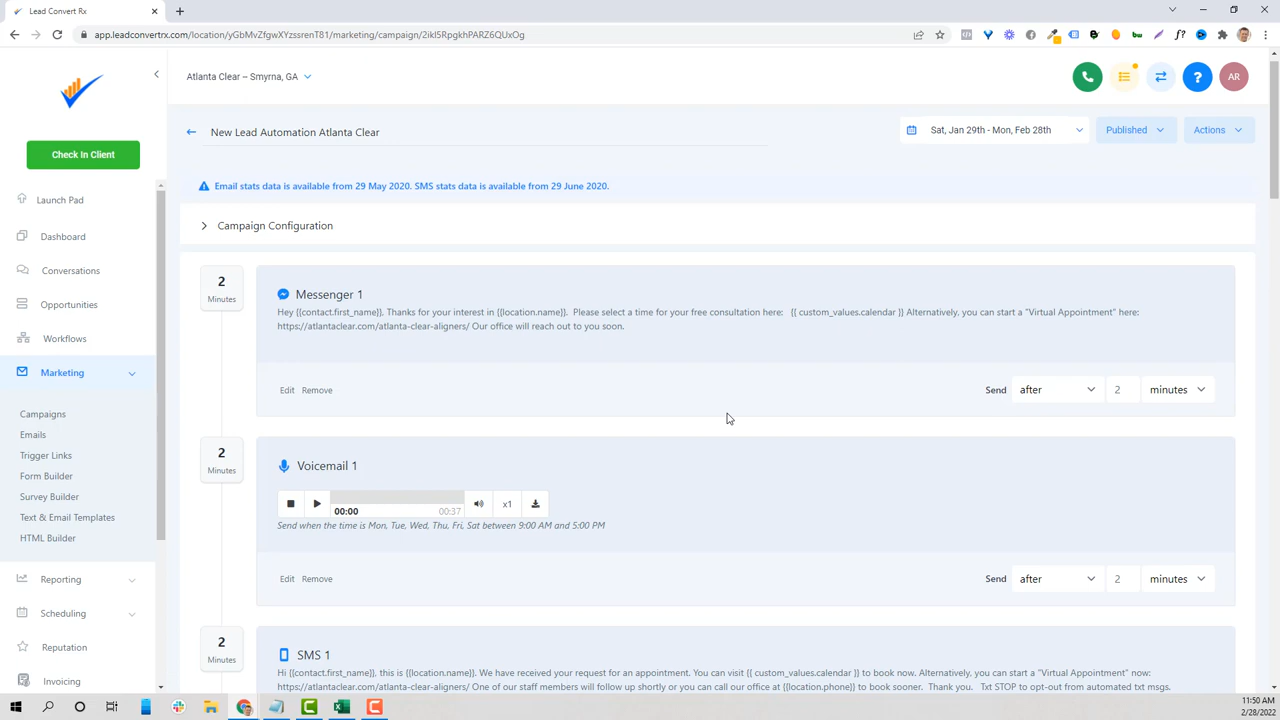 Lead Convert Rx
app.leadconvertrx.com/location/yGbMvZfgwXYzssrenT81/marketing/campaign/2ikI5RpgkhPARZ6QUxOg
Atlanta Clear – Smyrna, GA
AR
Check In Client
New Lead Automation Atlanta Clear
Sat, Jan 29th - Mon, Feb 28th
Published
Actions
Email stats data is available from 29 May 2020. SMS stats data is available from 29 June 2020.
Campaign Configuration
Launch Pad
Dashboard
Conversations
Opportunities
Workflows
Marketing
Campaigns
Emails
Trigger Links
Form Builder
Survey Builder
Text & Email Templates
HTML Builder
Reporting
Scheduling
Reputation
Invoicing
2
Minutes
Messenger 1
Hey {{contact.first_name}}, Thanks for your interest in {{location.name}}. Please select a time for your free consultation here: {{ custom_values.calendar }} Alternatively, you can start a "Virtual Appointment" here:
https://atlantaclear.com/atlanta-clear-aligners/ Our office will reach out to you soon.
Edit Remove
Send after 2 minutes
2
Minutes
Voicemail 1
00:00 00:37 x1
Send when the time is Mon, Tue, Wed, Thu, Fri, Sat between 9:00 AM and 5:00 PM
Edit Remove
Send after 2 minutes
2
Minutes
SMS 1
Hi {{contact.first_name}}, this is {{location.name}}. We have received your request for an appointment. You can visit {{ custom_values.calendar }} to book now. Alternatively, you can start a "Virtual Appointment" now:
https://atlantaclear.com/atlanta-clear-aligners/ One of our staff members will follow up shortly or you can call our office at {{location.phone}} to book sooner. Thank you. Txt STOP to opt-out from automated txt msgs.
11:50 AM
2/28/2022